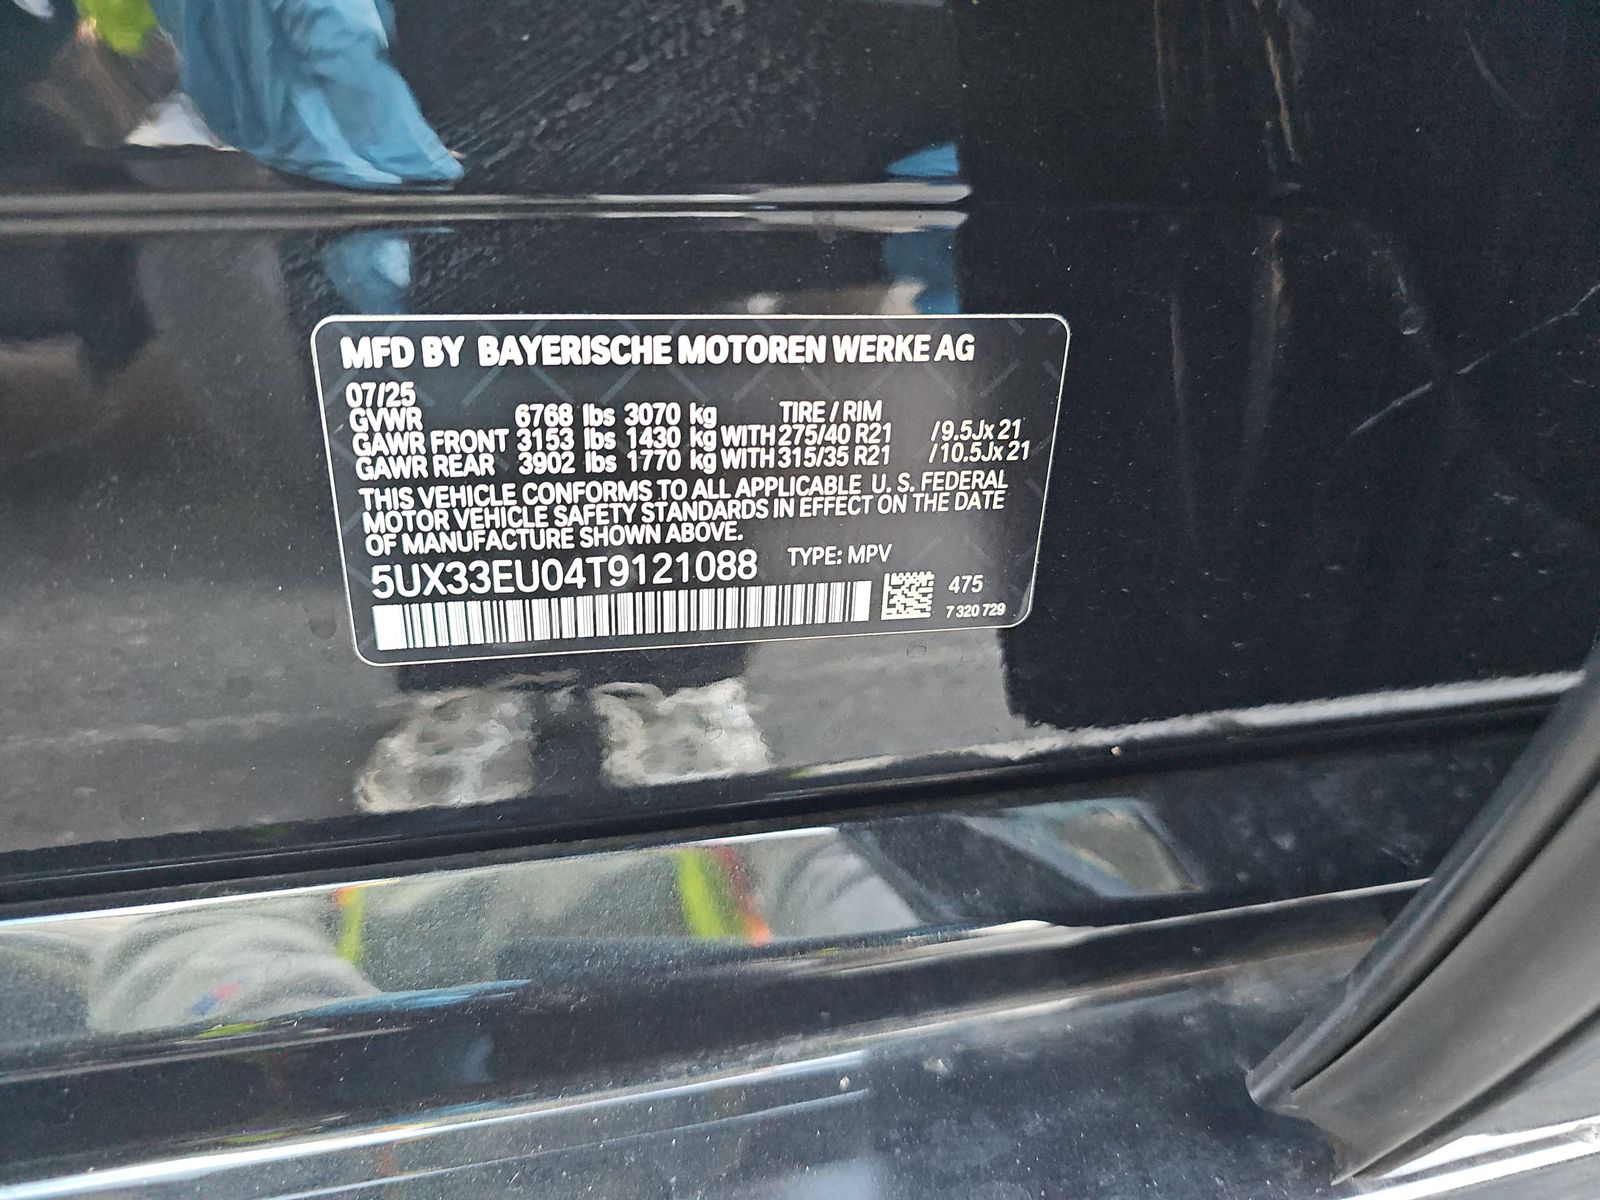 MFD BY BAYERISCHE MOTOREN WERKE AG
07/25
GVWR 6768 lbs 3070 kg TIRE / RIM
GAWR FRONT 3153 lbs 1430 kg WITH 275/40 R21 /9.5Jx 21
GAWR REAR 3902 lbs 1770 kg WITH 315/35 R21 /10.5Jx 21
THIS VEHICLE CONFORMS TO ALL APPLICABLE U. S. FEDERAL
MOTOR VEHICLE SAFETY STANDARDS IN EFFECT ON THE DATE
OF MANUFACTURE SHOWN ABOVE.
5UX33EU04T9121088 TYPE: MPV
475
7 320 729